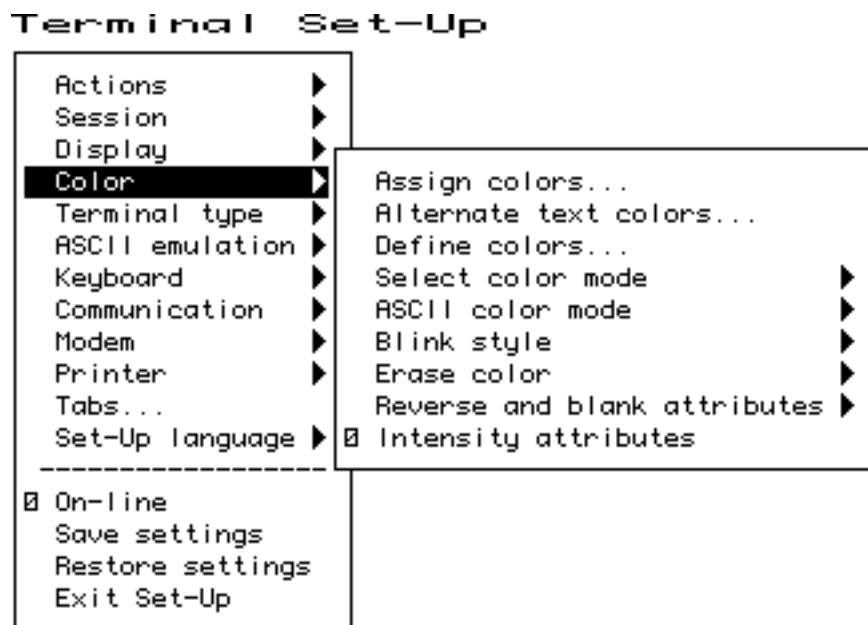 Terminal Set-Up
Actions
Session
Display
Color
Terminal type
ASCII emulation
Keyboard
Communication
Modem
Printer
Tabs...
Set-Up language
On-line
Save settings
Restore settings
Exit Set-Up
Assign colors...
Alternate text colors...
Define colors...
Select color mode
ASCII color mode
Blink style
Erase color
Reverse and blank attributes
Intensity attributes